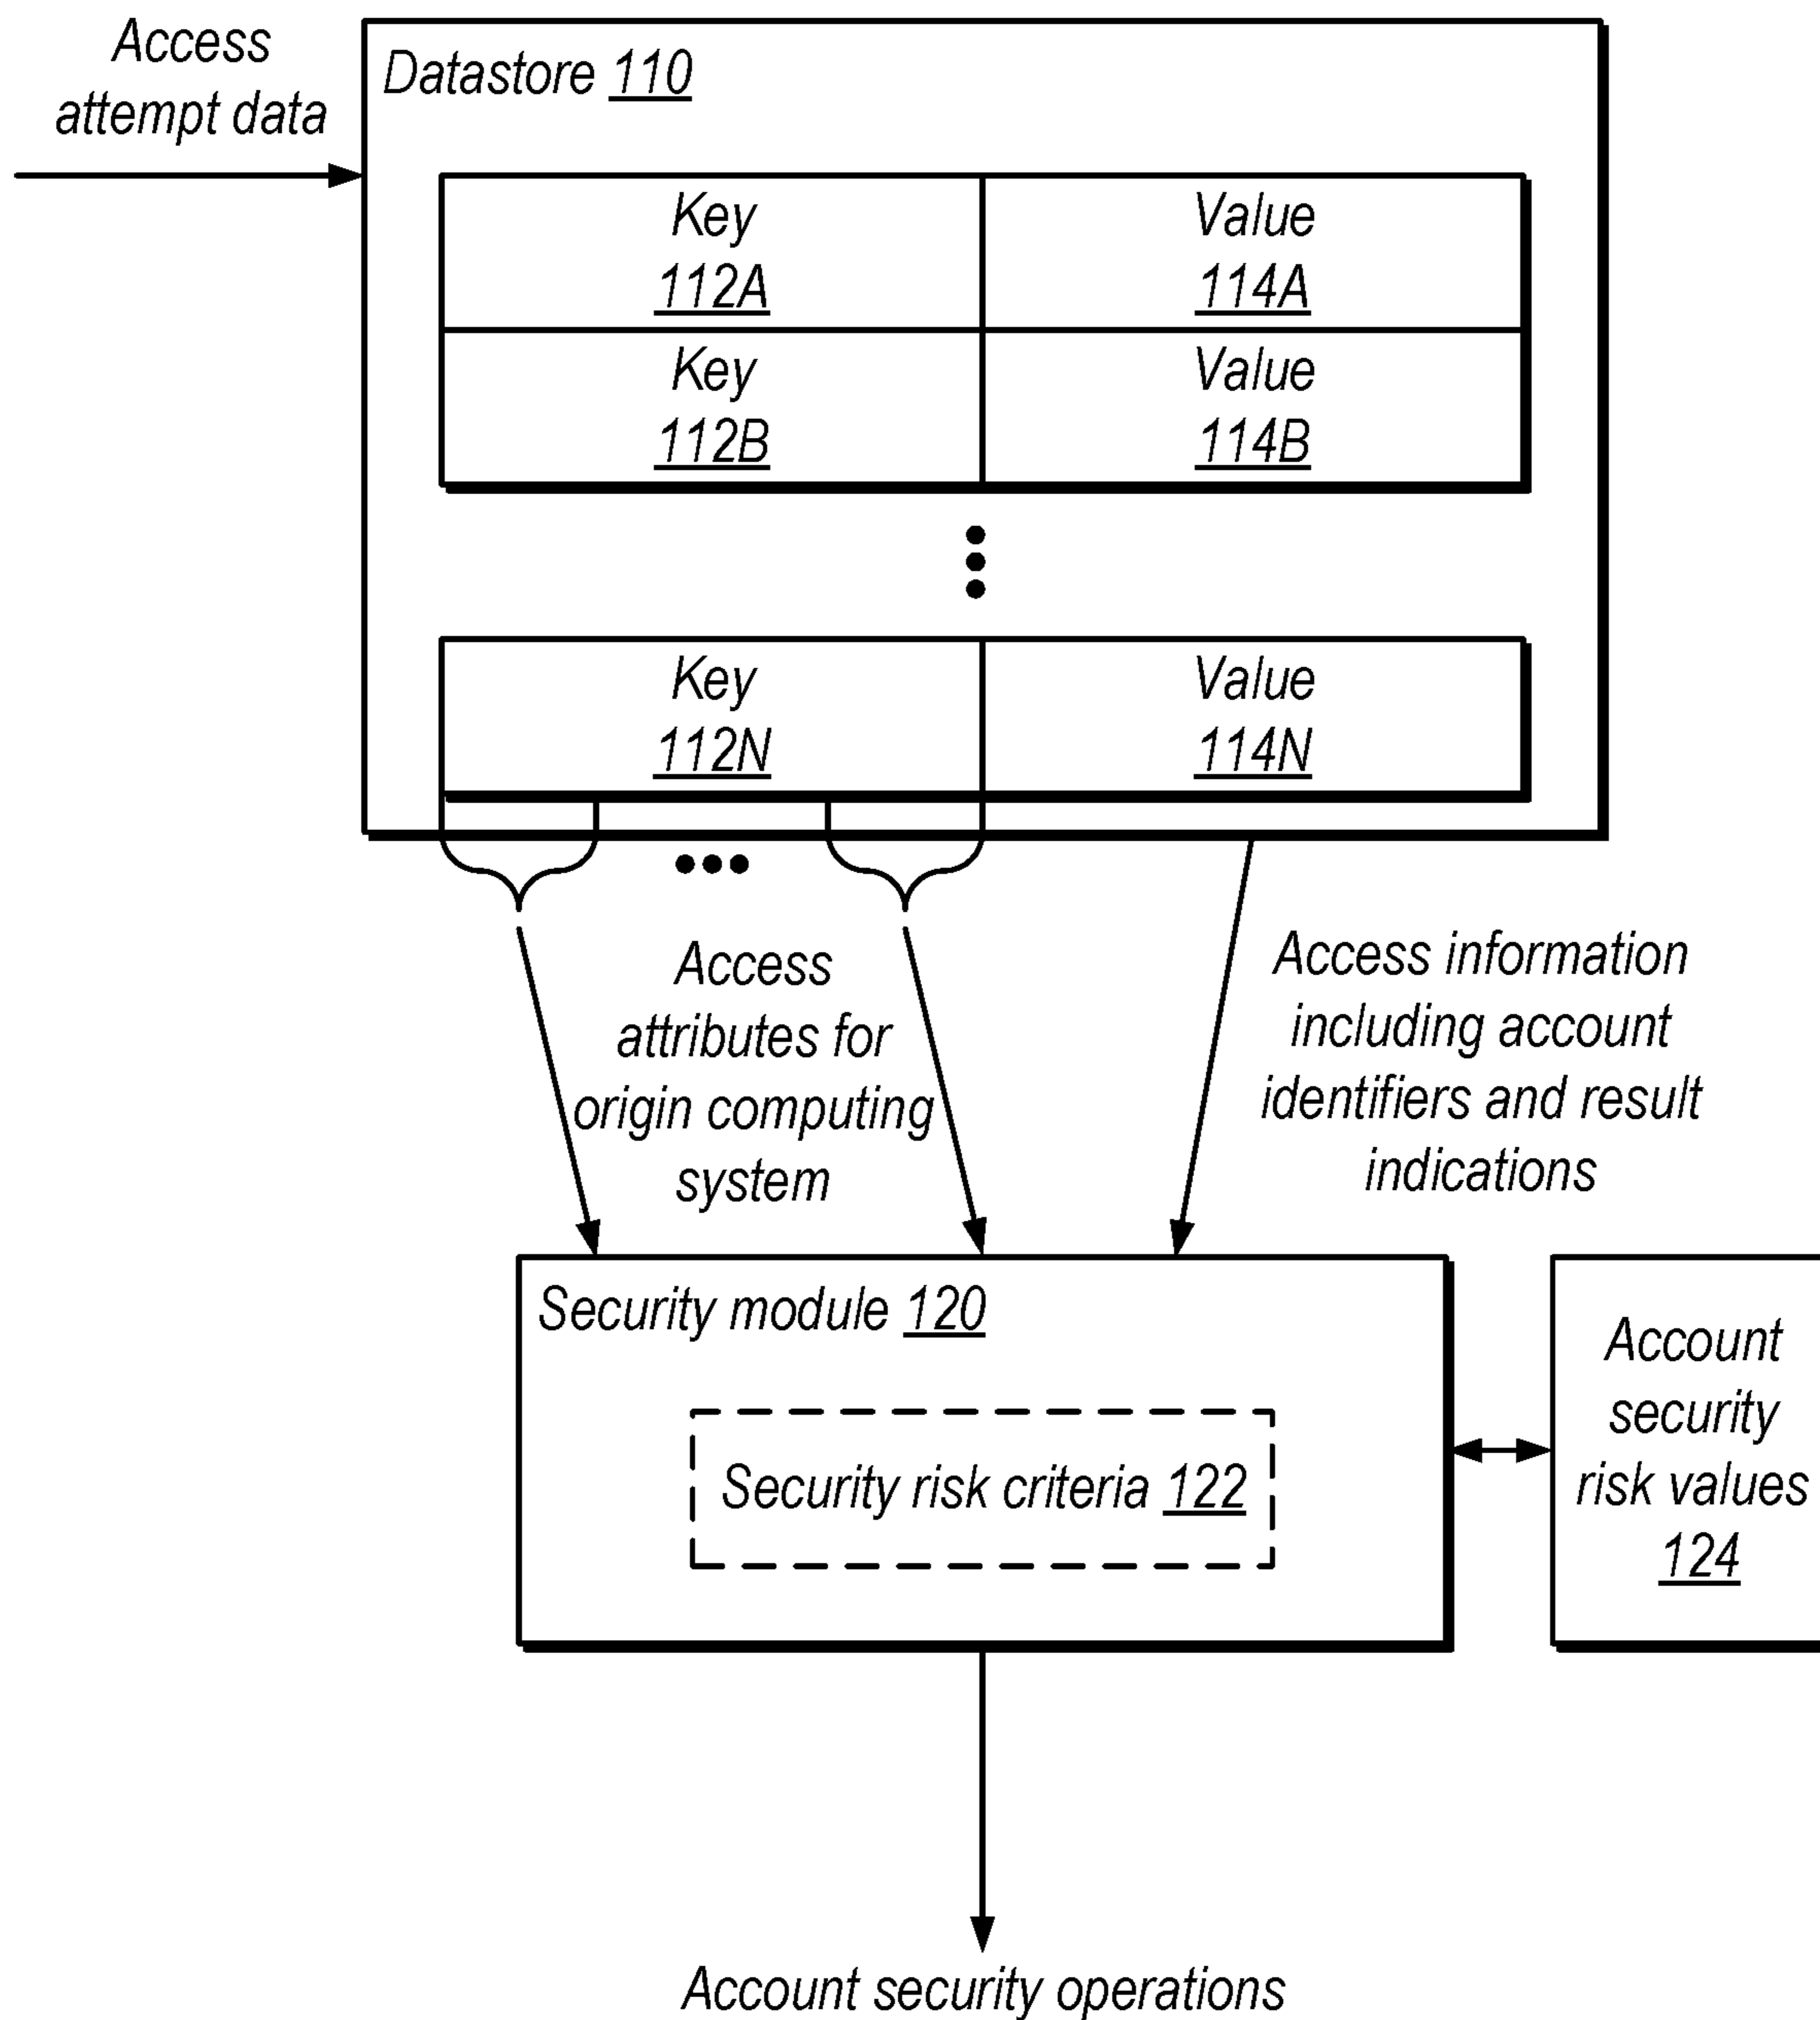 Access
attempt data
Datastore 110
Key
112A
Value
114A
Key
112B
Value
114B
Key
112N
Value
114N
Access
attributes for
origin computing
system
Access information
including account
identifiers and result
indications
Security module 120
Security risk criteria 122
Account
security
risk values
124
Account security operations